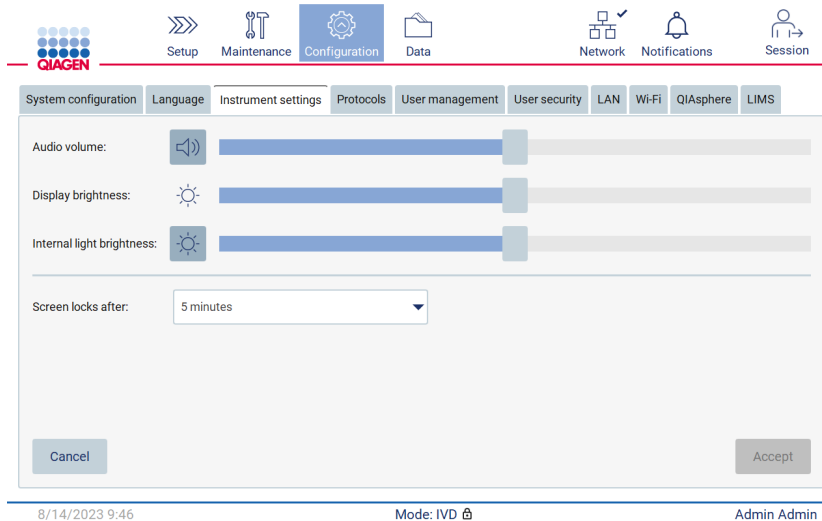 QIAGEN
Setup
Maintenance
Configuration
Data
Network
Notifications
Session
System configuration
Language
Instrument settings
Protocols
User management
User security
LAN
Wi-Fi
QIAsphere
LIMS
Audio volume:
Display brightness:
Internal light brightness:
Screen locks after:
5 minutes
Cancel
Accept
8/14/2023 9:46
Mode: IVD
Admin Admin